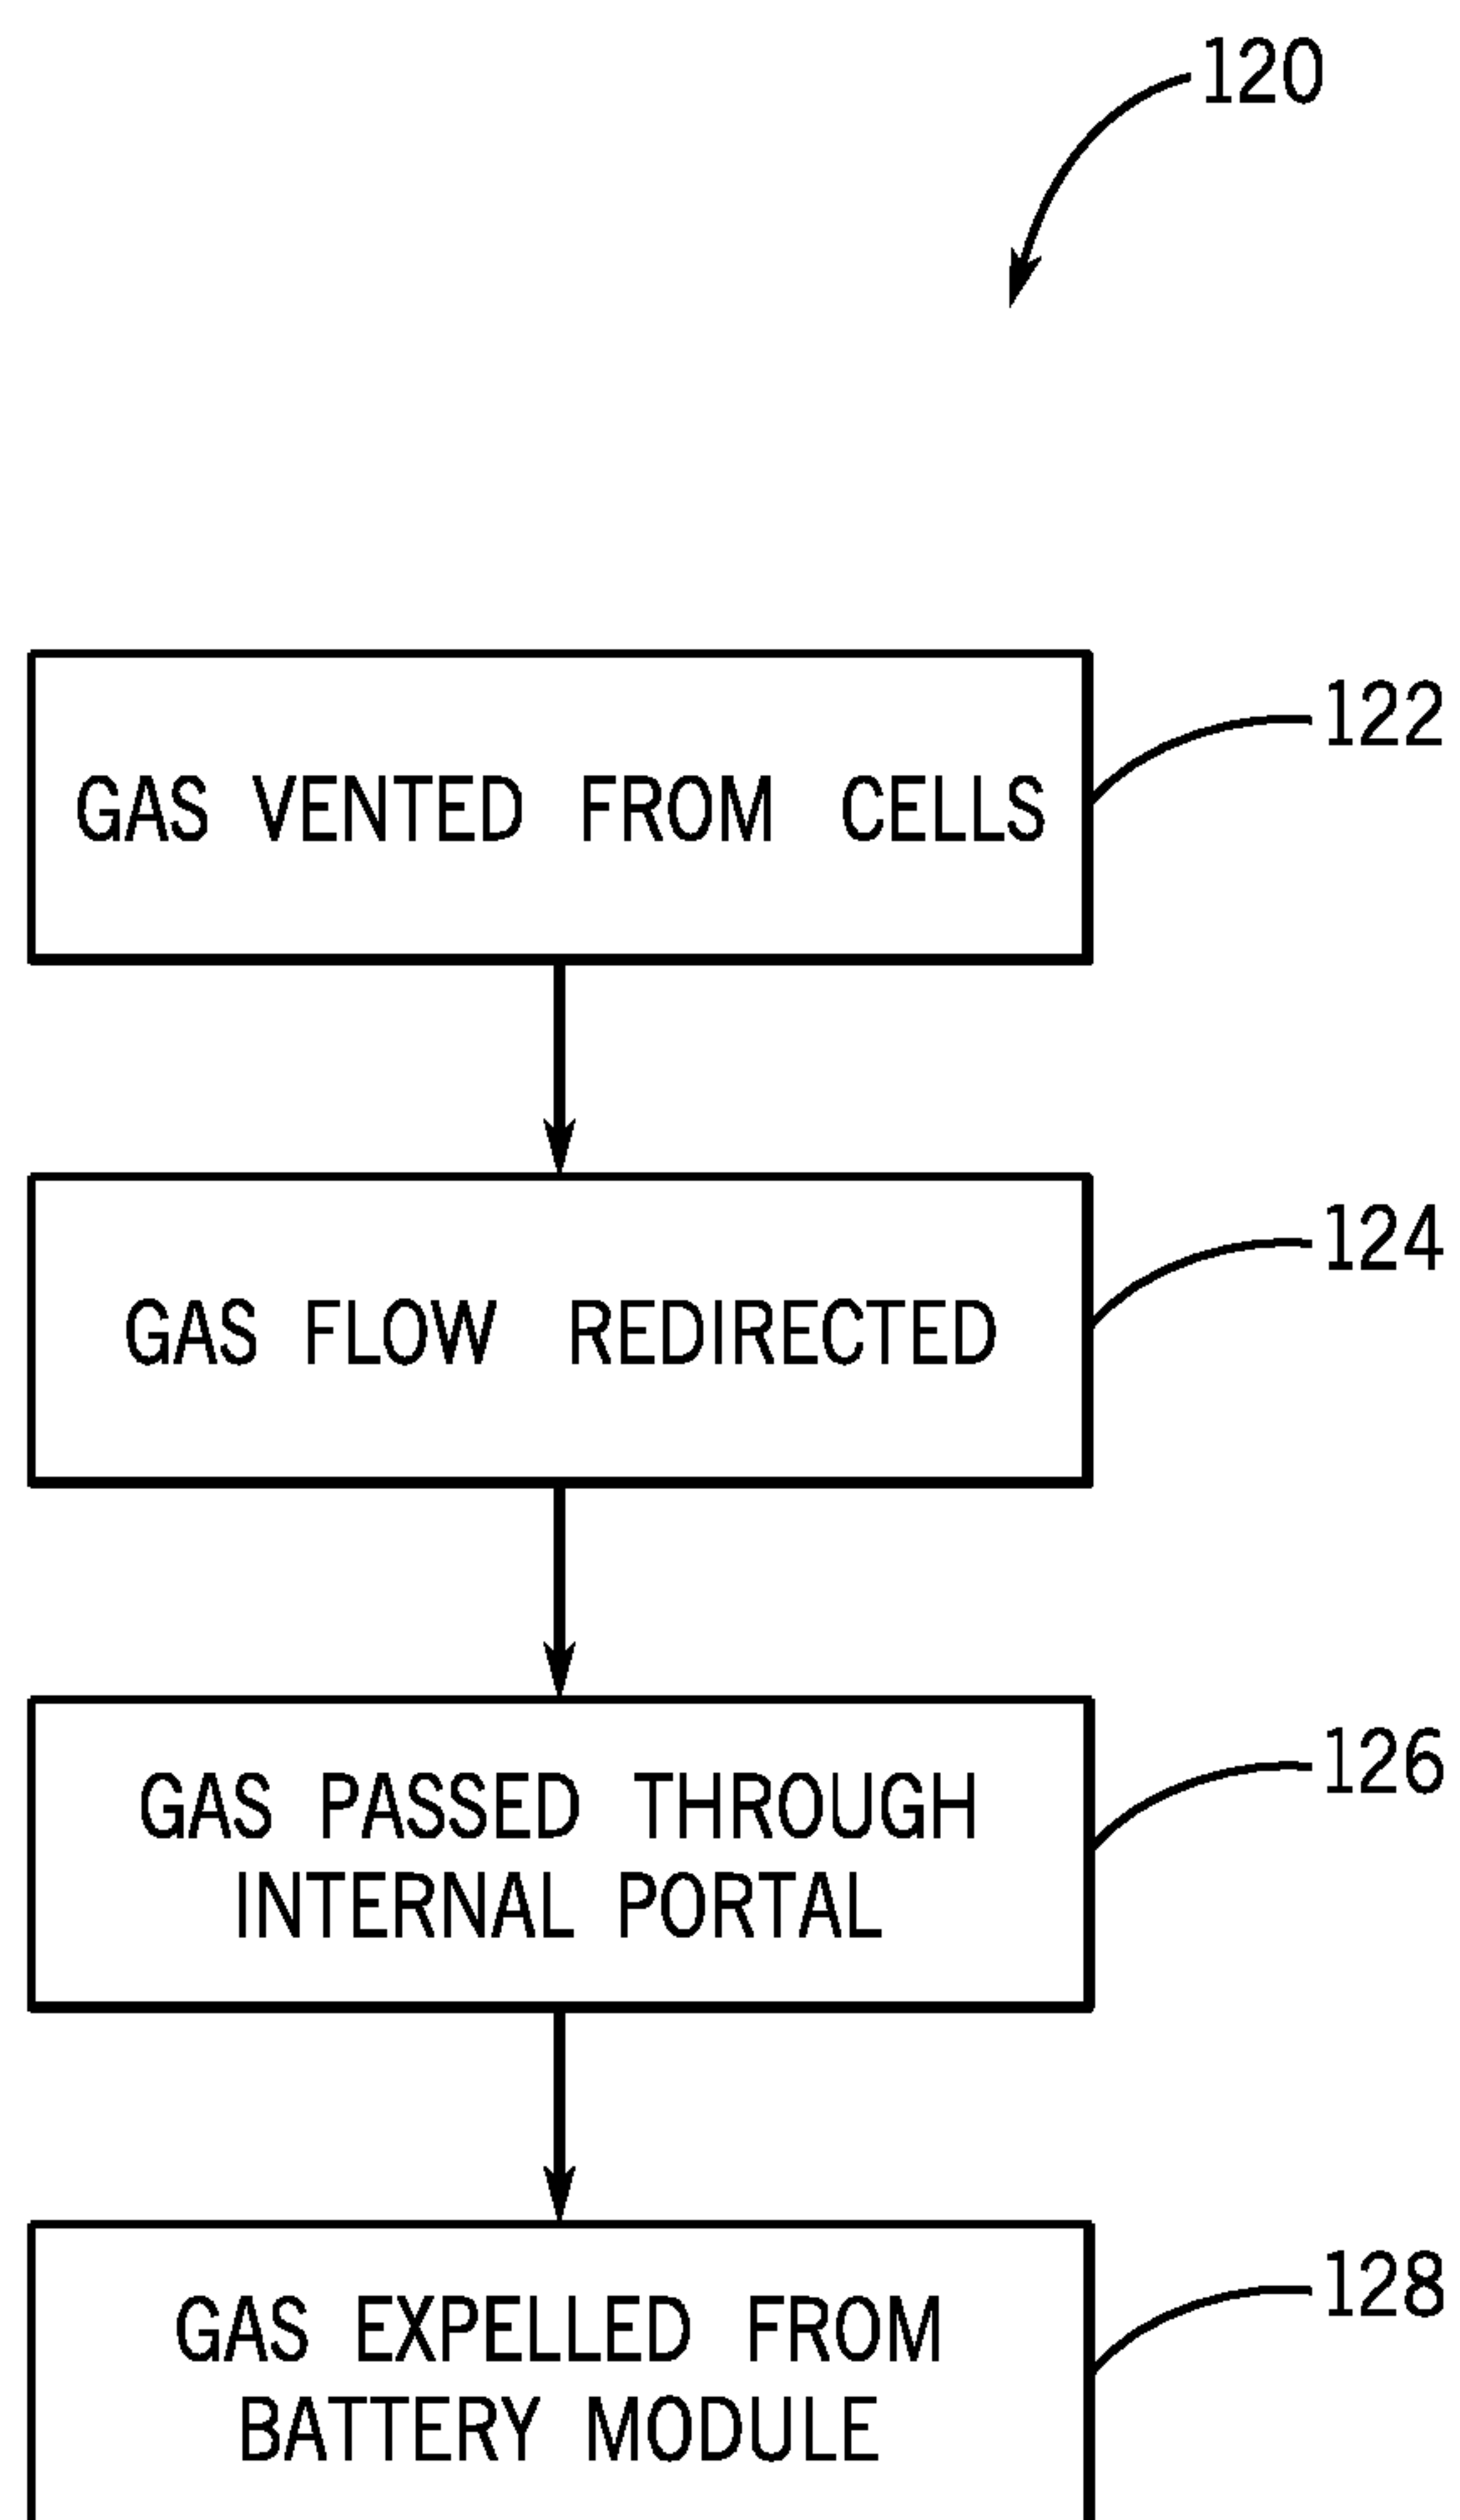 120
GAS VENTED FROM CELLS
122
GAS FLOW REDIRECTED
124
GAS PASSED THROUGH
INTERNAL PORTAL
126
GAS EXPELLED FROM
BATTERY MODULE
128